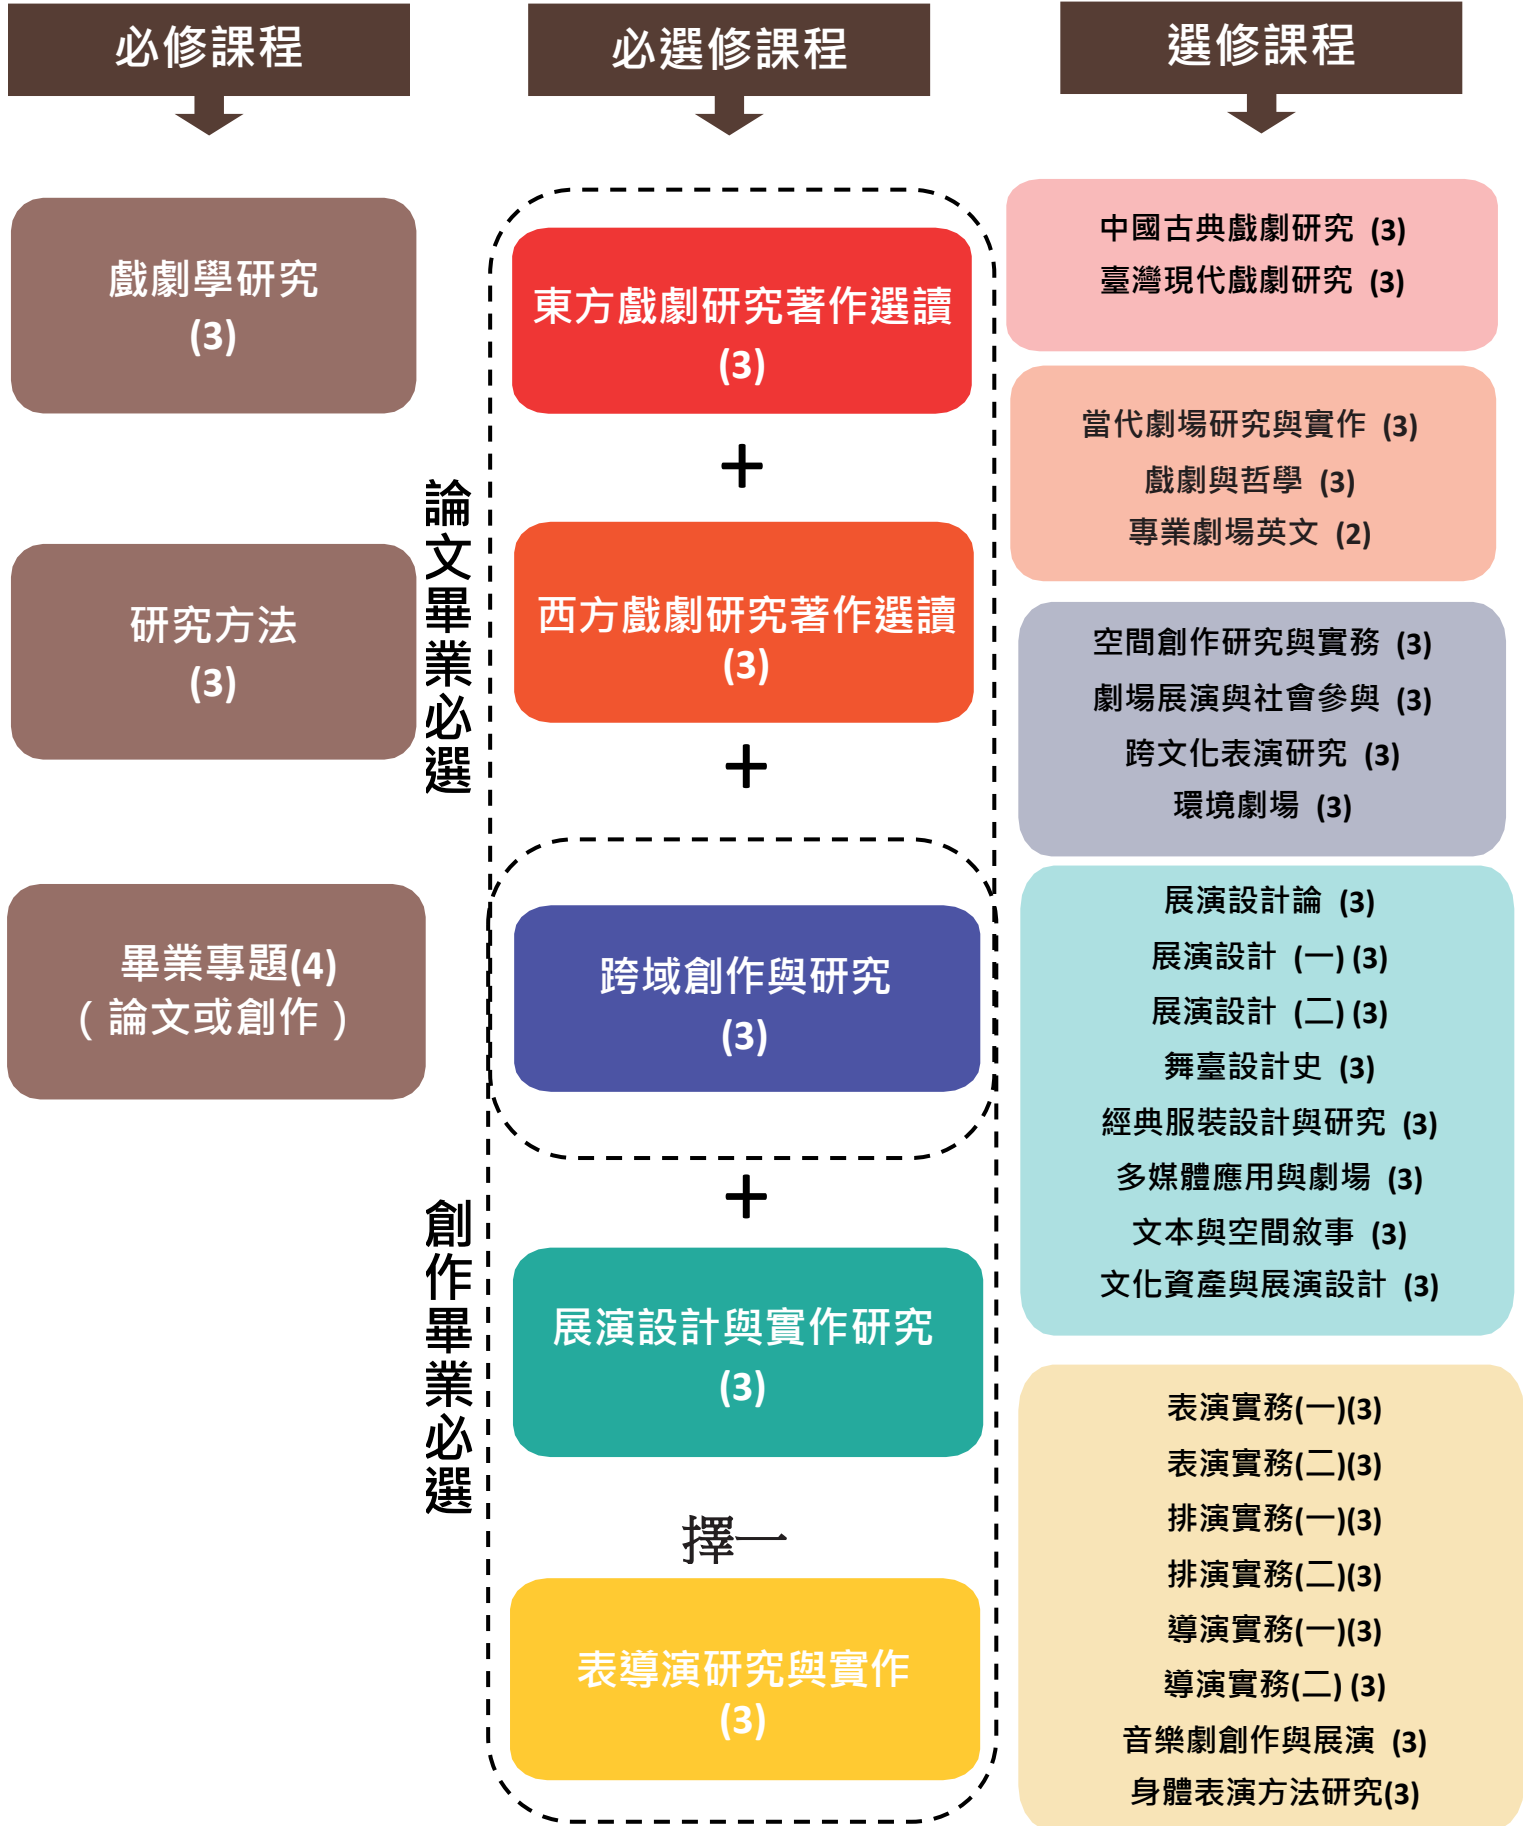 必修課程
戲劇學研究
(3)
研究方法
(3)
畢業專題(4)
（論文或創作）
必選修課程
論文畢業必選
東方戲劇研究著作選讀
(3)
+
西方戲劇研究著作選讀
(3)
+
跨域創作與研究
(3)
+
創作畢業必選
展演設計與實作研究
(3)
擇一
表導演研究與實作
(3)
選修課程
中國古典戲劇研究 (3)
臺灣現代戲劇研究 (3)
當代劇場研究與實作 (3)
戲劇與哲學 (3)
專業劇場英文 (2)
空間創作研究與實務 (3)
劇場展演與社會參與 (3)
跨文化表演研究 (3)
環境劇場 (3)
展演設計論 (3)
展演設計 (一) (3)
展演設計 (二) (3)
舞臺設計史 (3)
經典服裝設計與研究 (3)
多媒體應用與劇場 (3)
文本與空間敘事 (3)
文化資產與展演設計 (3)
表演實務(一)(3)
表演實務(二)(3)
排演實務(一)(3)
排演實務(二)(3)
導演實務(一)(3)
導演實務(二) (3)
音樂劇創作與展演 (3)
身體表演方法研究(3)